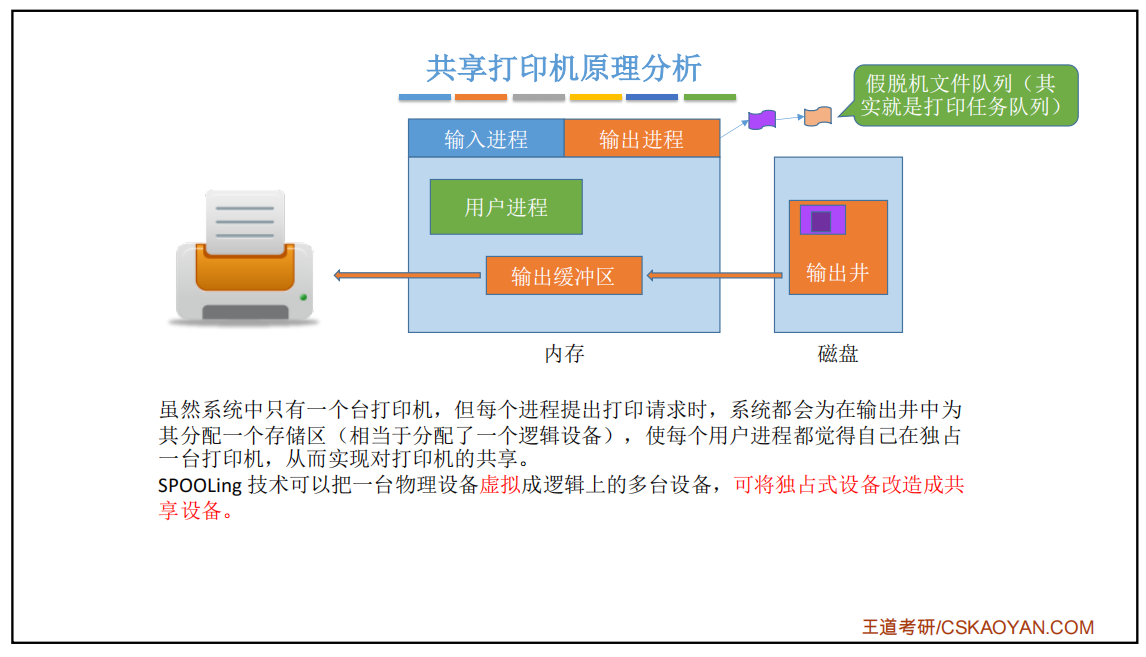 共享打印机原理分析
假脱机文件队列（其
实就是打印任务队列）
输入进程
输出进程
用户进程
输出缓冲区
输出井
内存
磁盘
虽然系统中只有一个台打印机，但每个进程提出打印请求时，系统都会为在输出井中为
其分配一个存储区（相当于分配了一个逻辑设备），使每个用户进程都觉得自己在独占
一台打印机，从而实现对打印机的共享。
SPOOLing 技术可以把一台物理设备虚拟成逻辑上的多台设备，可将独占式设备改造成共
享设备。
王道考研/CSKAOYAN.COM